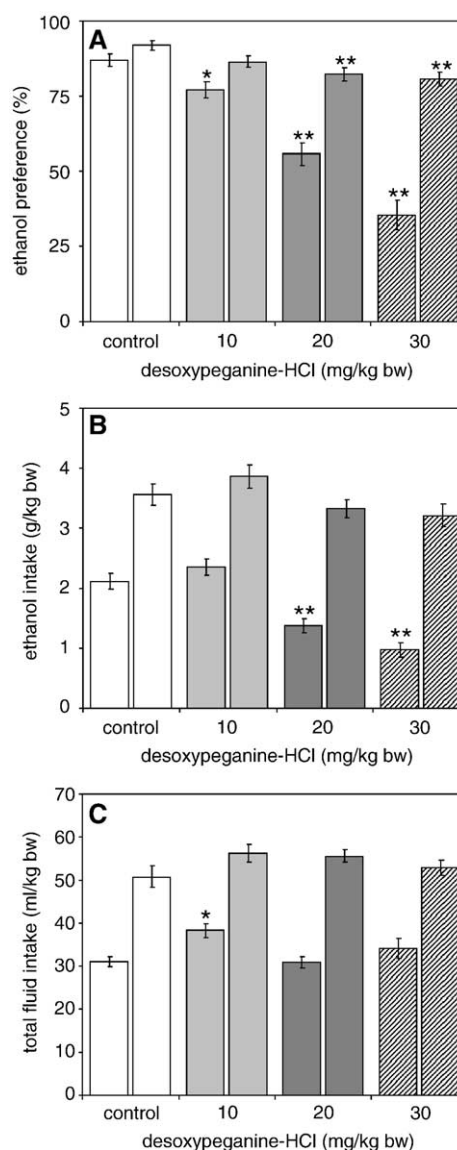 A
ethanol preference (%)
100
75
50
25
0
*
**
**
**
**
control 10 20 30
desoxypeganine-HCl (mg/kg bw)
B
ethanol intake (g/kg bw)
5
4
3
2
1
0
**
**
control 10 20 30
desoxypeganine-HCl (mg/kg bw)
C
total fluid intake (ml/kg bw)
70
60
50
40
30
20
10
0
*
control 10 20 30
desoxypeganine-HCl (mg/kg bw)